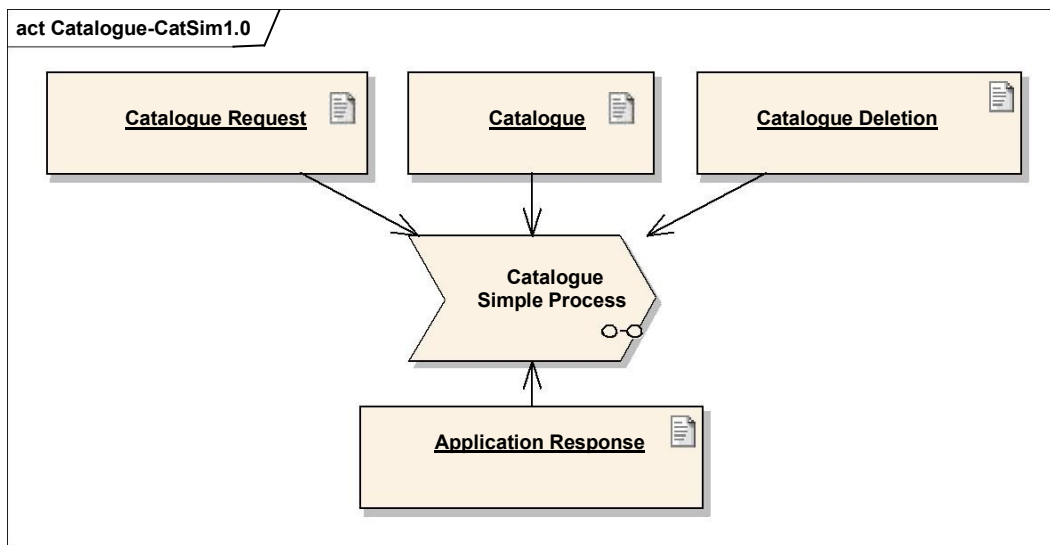 act Catalogue-CatSim1.0
Catalogue Request
Catalogue
Catalogue Deletion
Catalogue
Simple Process
Application Response